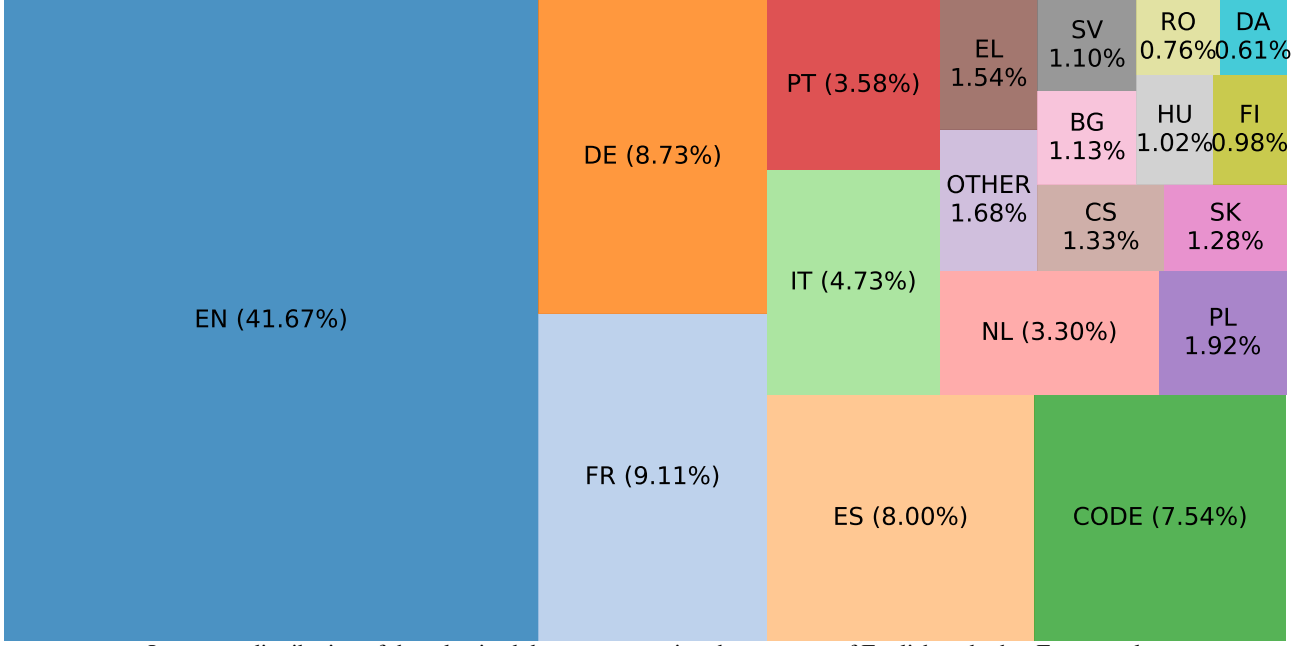 EN (41.67%)
DE (8.73%)
FR (9.11%)
PT (3.58%)
IT (4.73%)
ES (8.00%)
CODE (7.54%)
EL
1.54%
OTHER
1.68%
NL (3.30%)
PL
1.92%
SV
1.10%
BG
1.13%
CS
1.33%
SK
1.28%
RO
0.76%
DA
0.61%
HU
1.02%
FI
0.98%